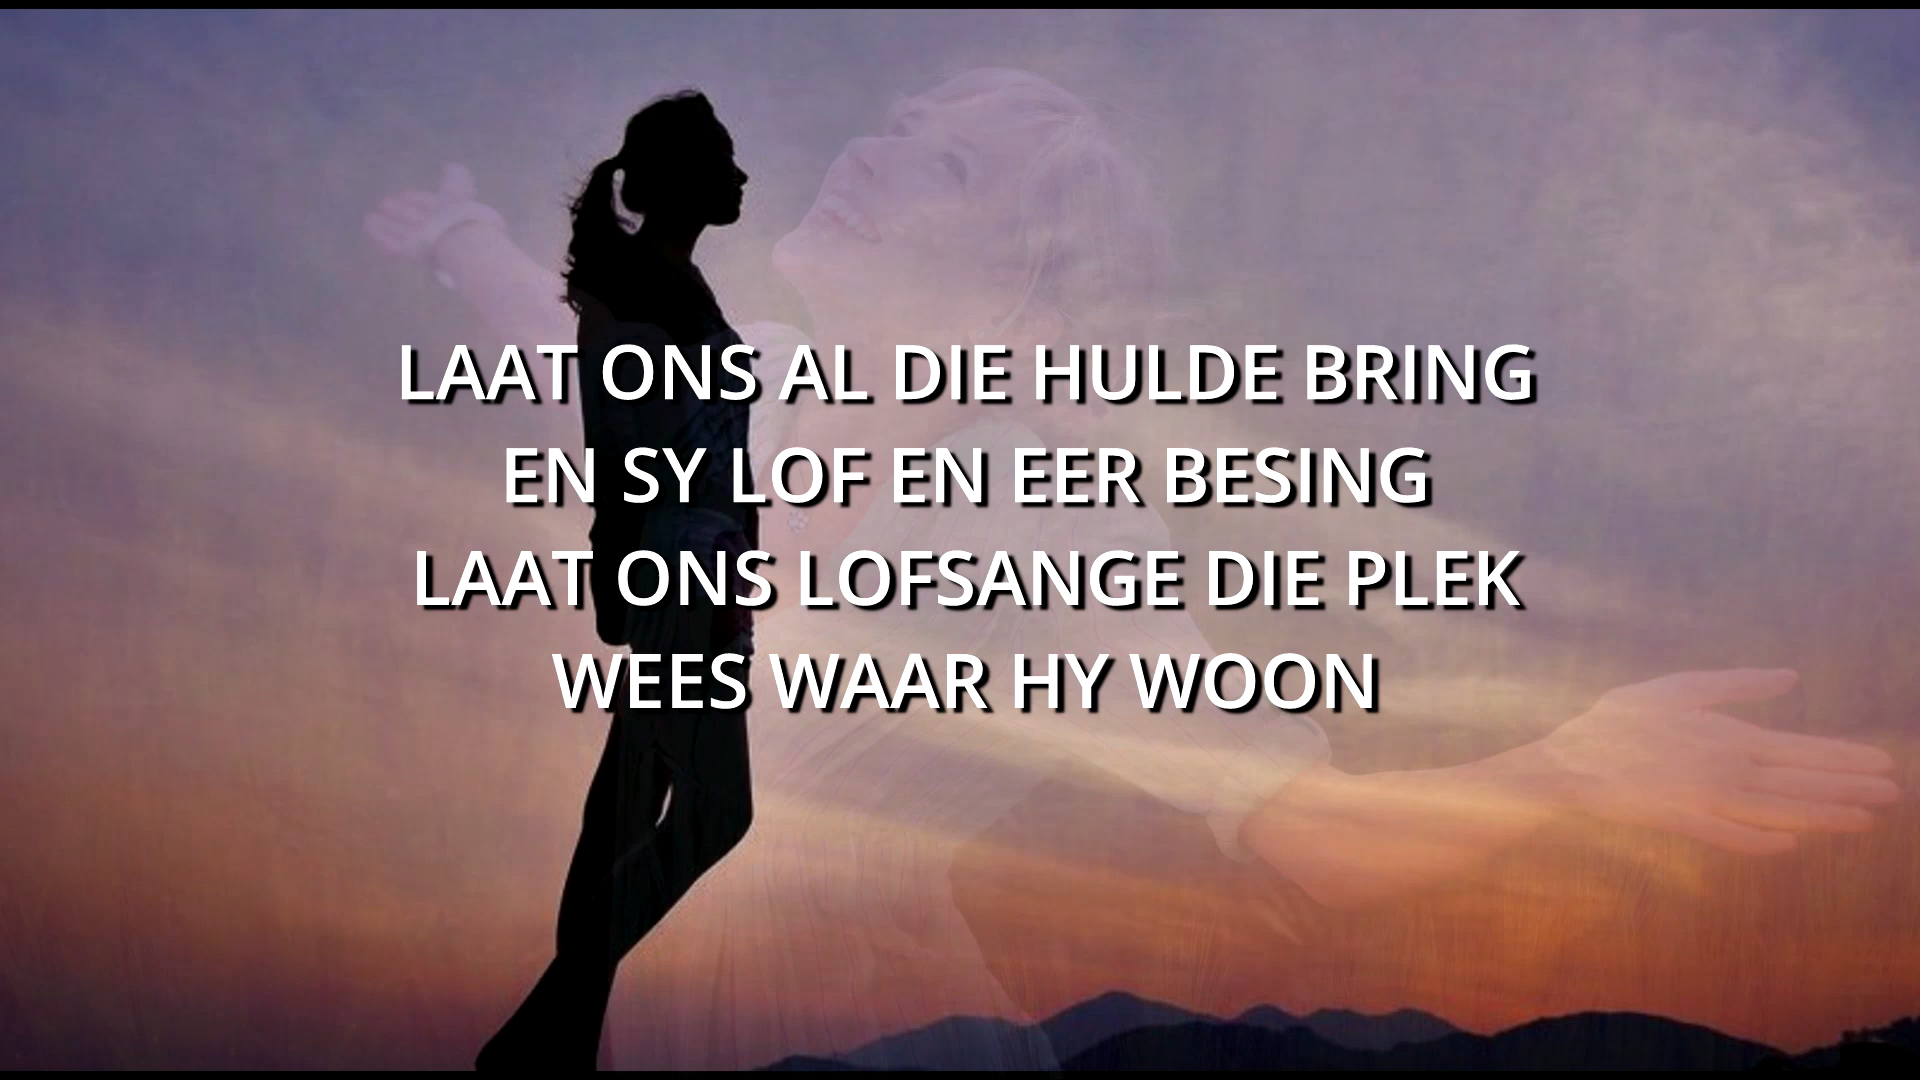 LAAT ONS AL DIE HULDE BRING
EN SY LOF EN EER BESING
LAAT ONS LOFSANGE DIE PLEK
WEES WAAR HY WOON